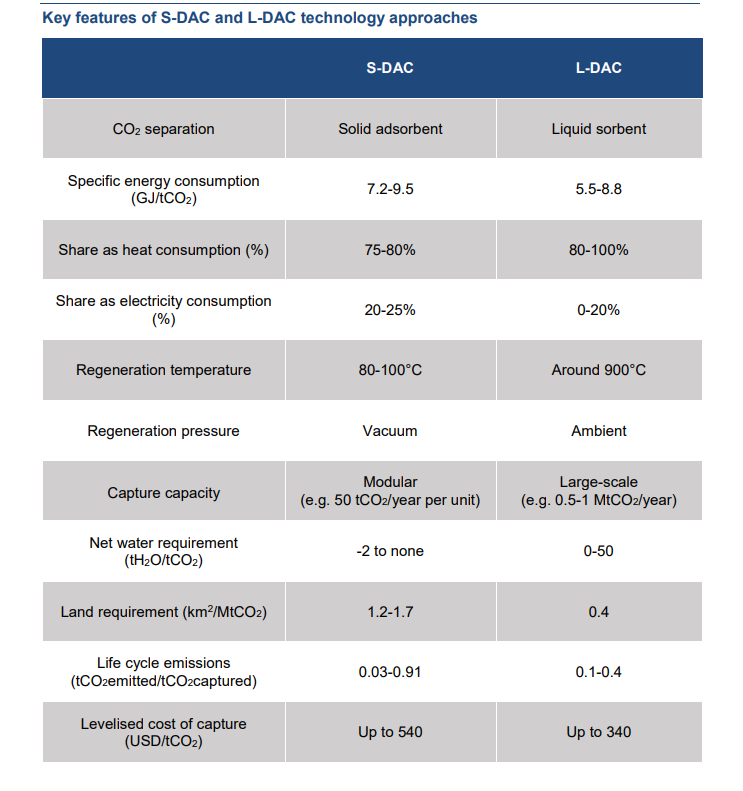 Key features of S-DAC and L-DAC technology approaches
S-DAC L-DAC
CO₂ separation Solid adsorbent Liquid sorbent
Specific energy consumption
(GJ/tCO₂) 7.2-9.5 5.5-8.8
Share as heat consumption (%) 75-80% 80-100%
Share as electricity consumption
(%) 20-25% 0-20%
Regeneration temperature 80-100°C Around 900°C
Regeneration pressure Vacuum Ambient
Capture capacity
Modular
(e.g. 50 tCO₂/year per unit)
Large-scale
(e.g. 0.5-1 MtCO₂/year)
Net water requirement
(tH₂O/tCO₂) -2 to none 0-50
Land requirement (km²/MtCO₂) 1.2-1.7 0.4
Life cycle emissions
(tCO₂emitted/tCO₂captured) 0.03-0.91 0.1-0.4
Levelised cost of capture
(USD/tCO₂) Up to 540 Up to 340